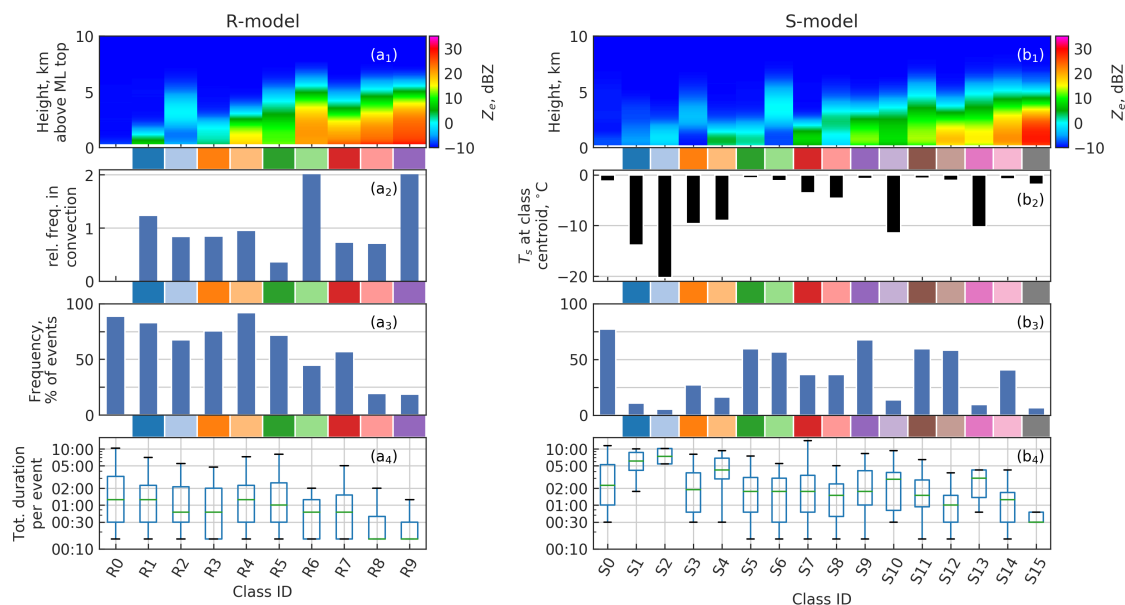 R-model
S-model
Height, km
above ML top
10
5
0
(a1)
30
20
10
0
−10
Ze, dBZ
Height, km
10
5
0
(b1)
30
20
10
0
−10
Ze, dBZ
rel. freq. in
convection
2
1
0
(a2)
Ts at class
centroid, °C
0
−10
−20
(b2)
Frequency,
% of events
100
50
0
(a3)
100
50
0
(b3)
Tot. duration
per event
10:00
05:00
02:00
01:00
00:30
00:10
(a4)
10:00
05:00
02:00
01:00
00:30
00:10
(b4)
R0 R1 R2 R3 R4 R5 R6 R7 R8 R9
Class ID
S0 S1 S2 S3 S4 S5 S6 S7 S8 S9 S10 S11 S12 S13 S14 S15
Class ID